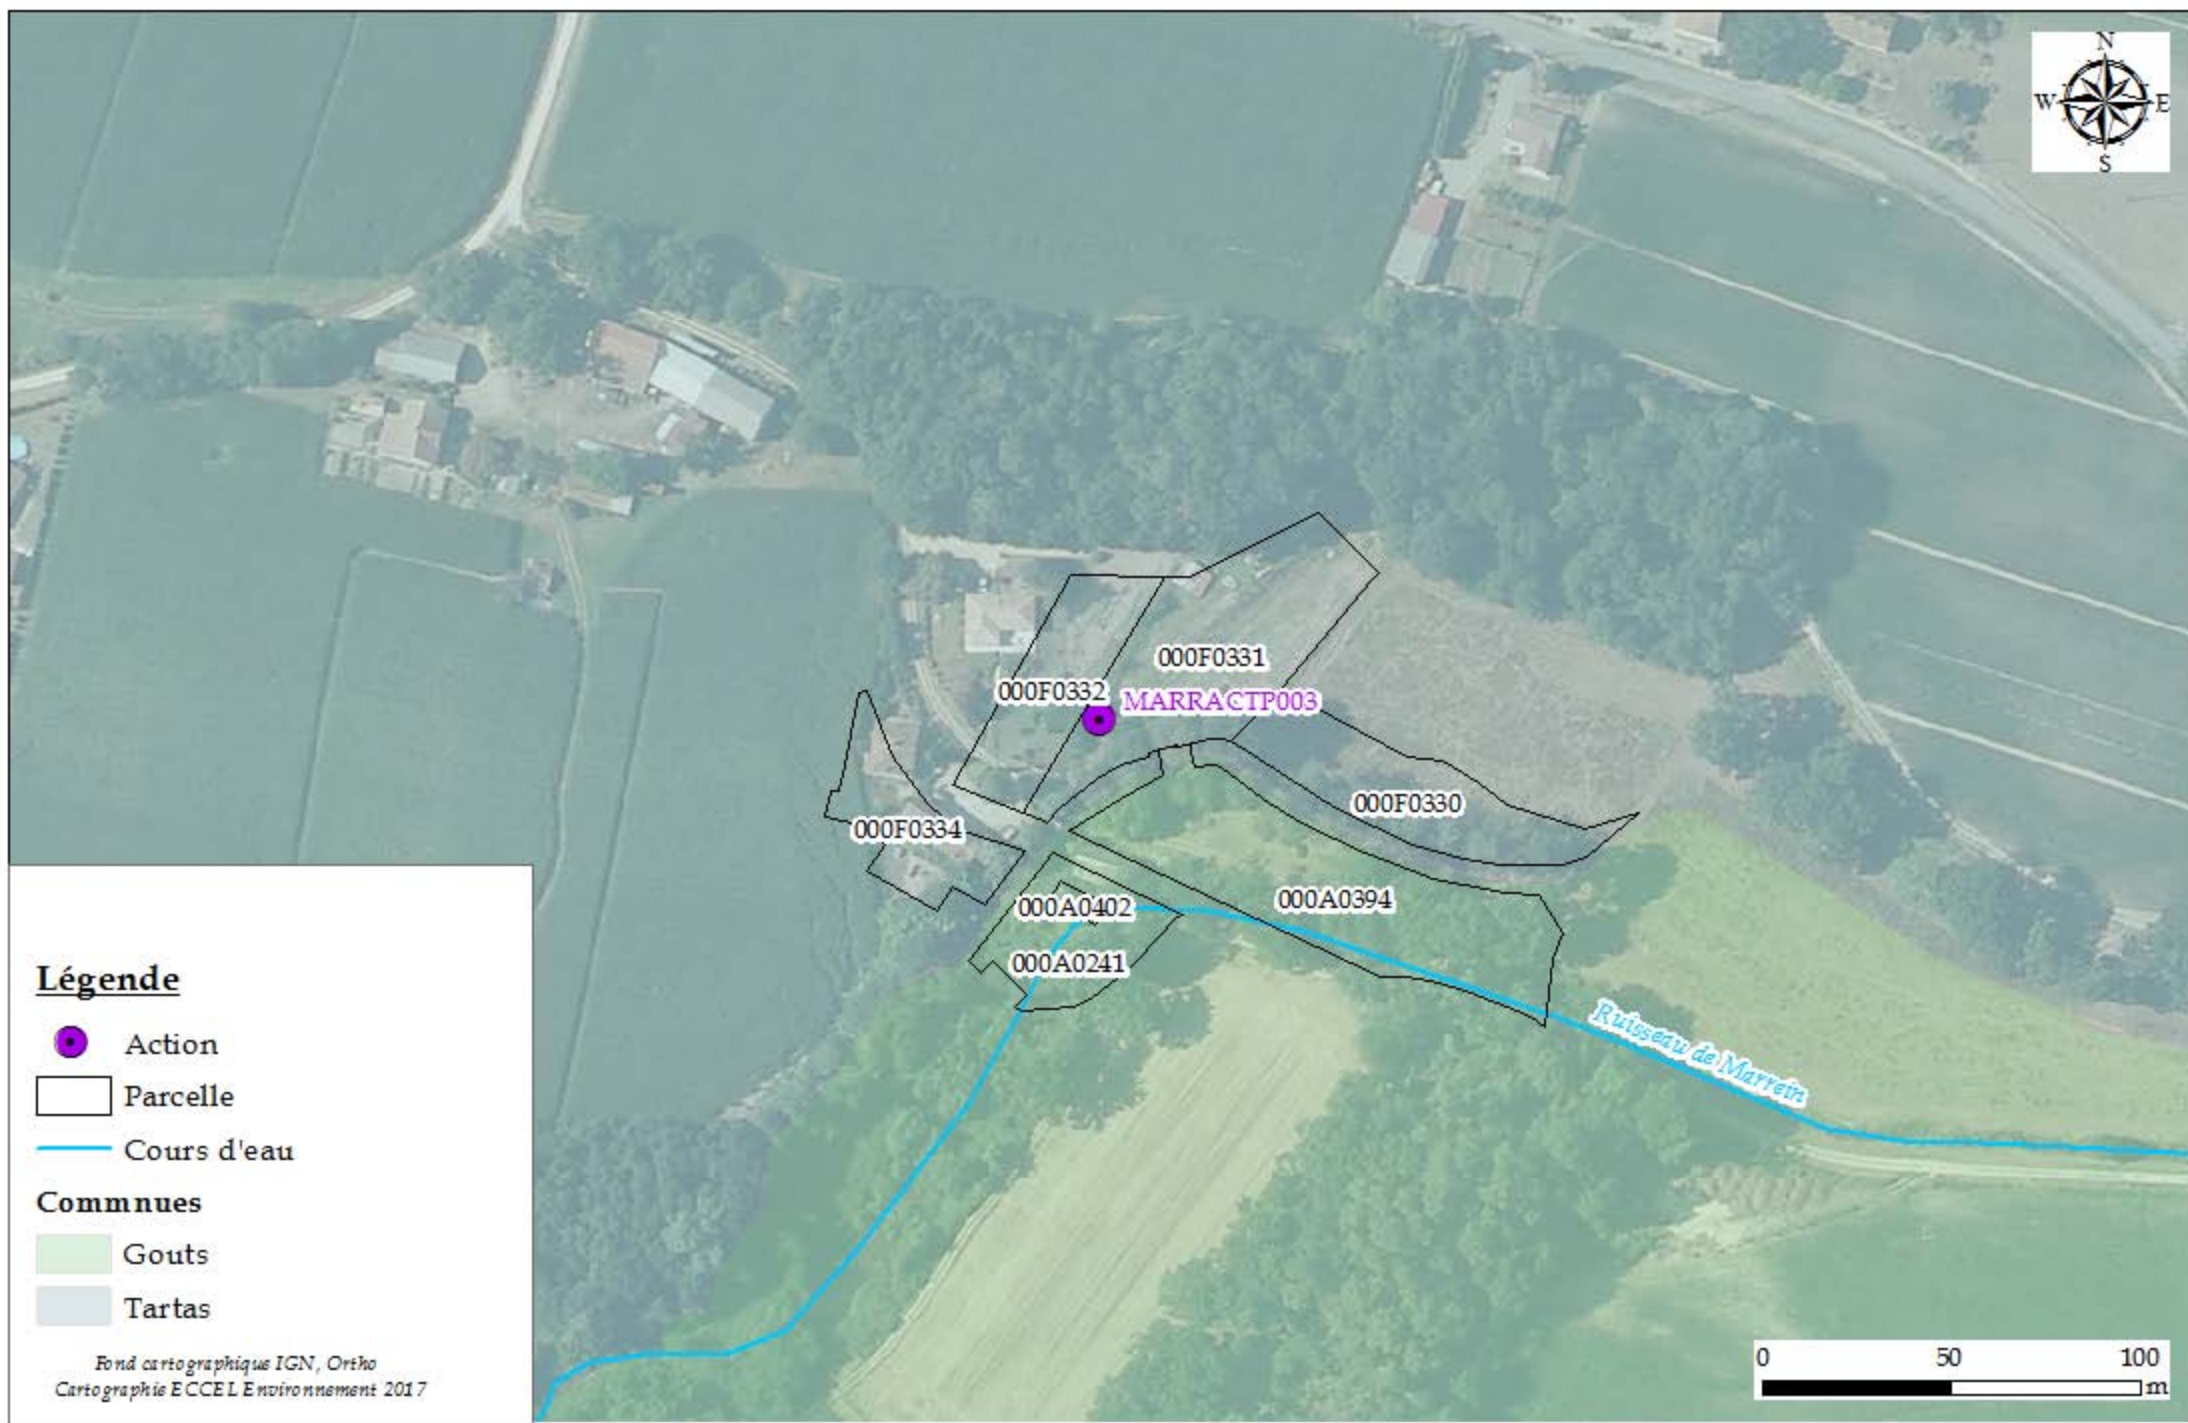 N
W E
S
000F0331
000F0332
MARRACTP003
000F0330
000F0334
000A0394
000A0402
000A0241
Ruisseau de Marrein
Légende
Action
Parcelle
Cours d'eau
Commnues
Gouts
Tartas
Fond cartographique IGN, Ortho
Cartographie ECCEL Environnement 2017
0 50 100
m